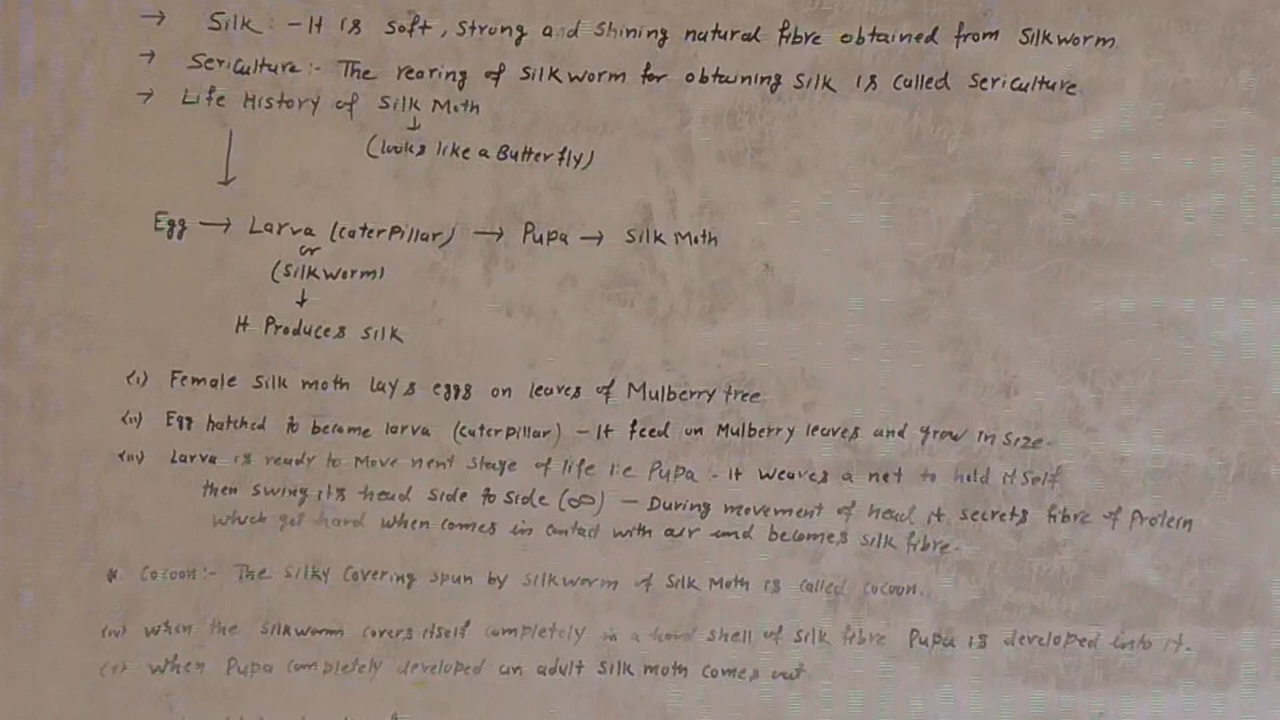 → Silk :- It is soft, strong and shining natural fibre obtained from Silkworm
→ Sericulture :- The rearing of Silkworm for obtaining Silk is called Sericulture
→ Life History of Silk Moth
(looks like a Butterfly)
Egg → Larva (caterpillar) → Pupa → Silk Moth
or
(Silkworm)
It Produces silk
(i) Female Silk moth lays eggs on leaves of Mulberry tree
(ii) Egg hatched to become larva (caterpillar) - It feed on Mulberry leaves and grow in size.
(iii) Larva is ready to Move nent stage of life i.e Pupa - It weaves a net to hold itself
then swing its head side to side (∞) - During movement of head it secrets fibre of Protein
which get hard when comes in contact with air and becomes silk fibre.
* Cocoon :- The Silky Covering spun by silkworm of Silk Moth is called cocoon.
(iv) when the silkworm covers itself completely in a hard shell of silk fibre Pupa is developed into it.
(v) when Pupa completely developed an adult silk moth comes out.